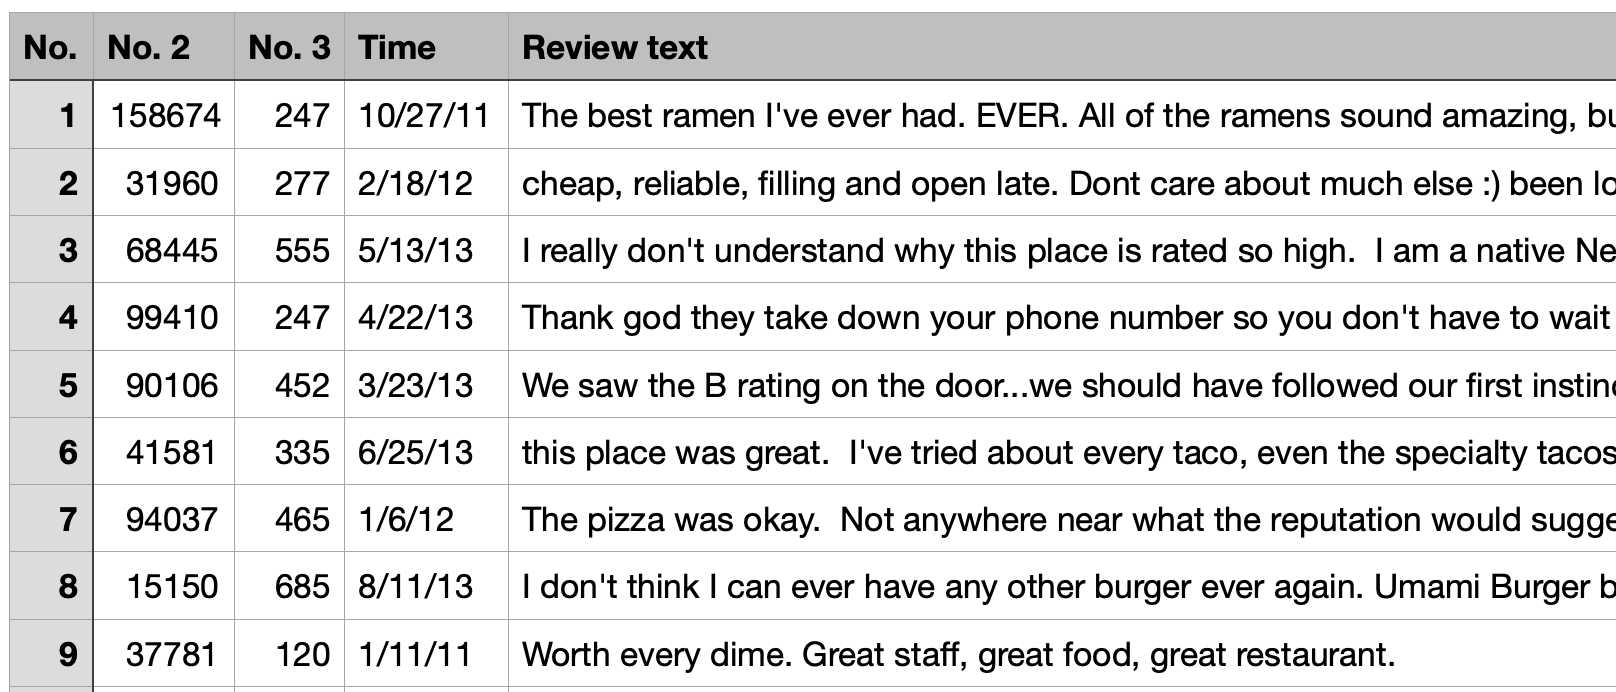 No. No. 2 No. 3 Time Review text
1 158674 247 10/27/11 The best ramen I've ever had. EVER. All of the ramens sound amazing, bu
2 31960 277 2/18/12 cheap, reliable, filling and open late. Dont care about much else :) been lo
3 68445 555 5/13/13 I really don't understand why this place is rated so high.  I am a native Ne
4 99410 247 4/22/13 Thank god they take down your phone number so you don't have to wait
5 90106 452 3/23/13 We saw the B rating on the door...we should have followed our first instinc
6 41581 335 6/25/13 this place was great.  I've tried about every taco, even the specialty tacos
7 94037 465 1/6/12 The pizza was okay.  Not anywhere near what the reputation would sugge
8 15150 685 8/11/13 I don't think I can ever have any other burger ever again. Umami Burger b
9 37781 120 1/11/11 Worth every dime. Great staff, great food, great restaurant.